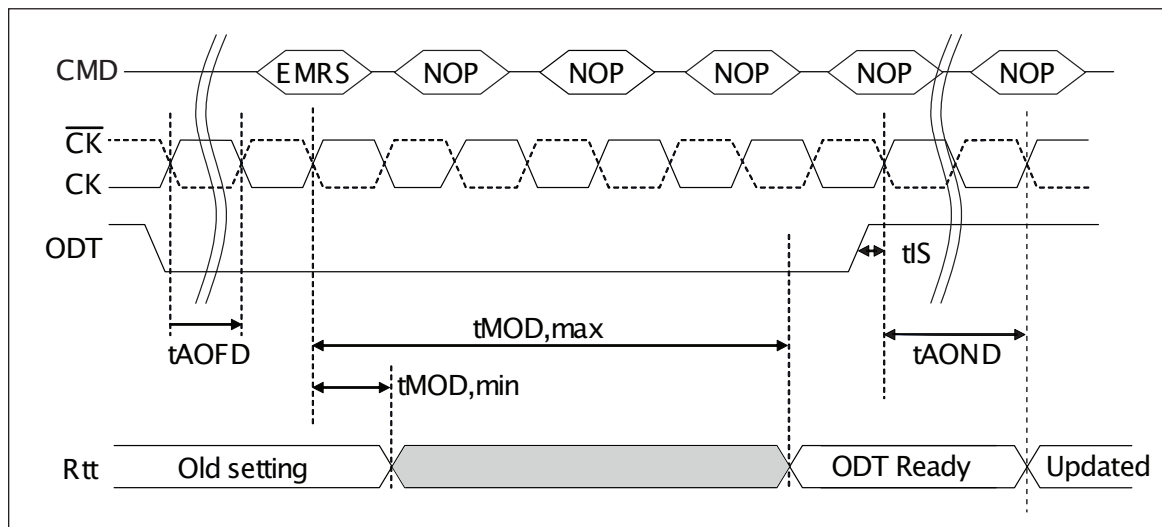 CMD EMRS NOP NOP NOP NOP NOP
CK
CK
ODT
tIS
tMOD,max
tAOFD
tAOND
tMOD,min
Rtt Old setting ODT Ready Updated